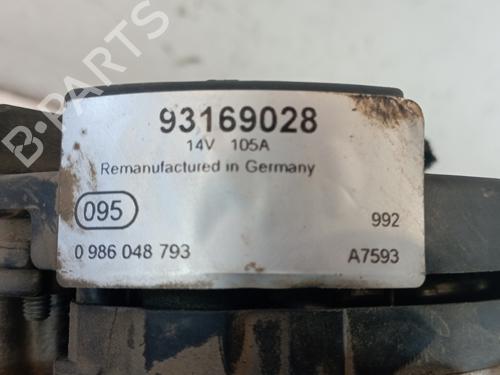 B-PARTS
93169028
14V 105A
Remanufactured in Germany
095
992
0 986 048 793
A7593